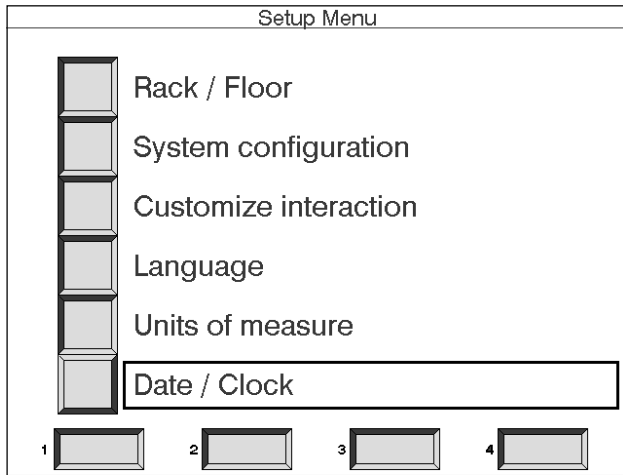 Setup Menu
Rack / Floor
System configuration
Customize interaction
Language
Units of measure
Date / Clock
1 2 3 4